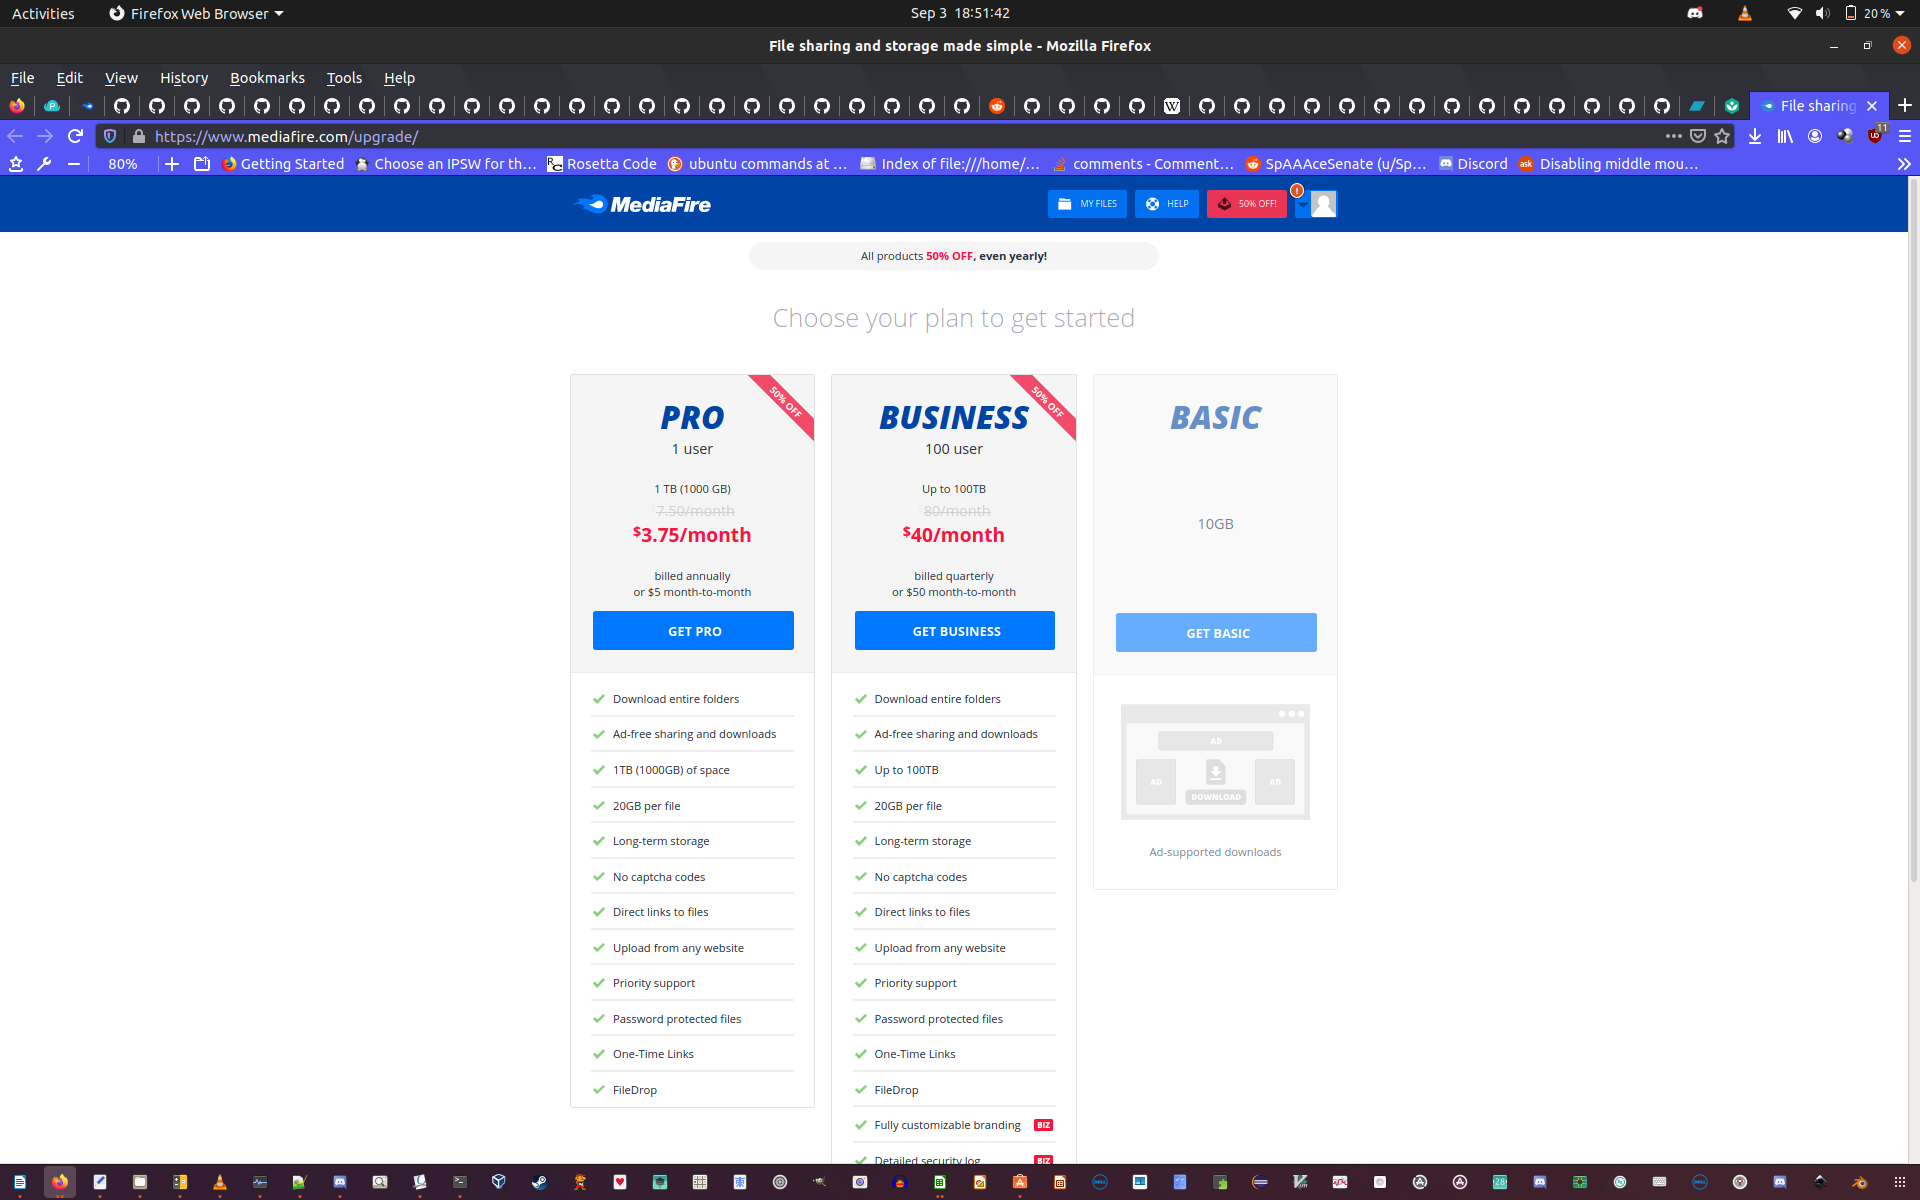 Activities
Firefox Web Browser
Sep 3 18:51:42
20 %
File sharing and storage made simple - Mozilla Firefox
File Edit View History Bookmarks Tools Help
File sharing
https://www.mediafire.com/upgrade/
11
80%
Getting Started
Choose an IPSW for th…
Rosetta Code
ubuntu commands at …
Index of file:///home/…
comments - Comment…
SpAAAceSenate (u/Sp…
Discord
Disabling middle mou…
MediaFire
MY FILES
HELP
50% OFF!
All products 50% OFF, even yearly!
Choose your plan to get started
50% OFF
PRO
1 user
1 TB (1000 GB)
$7.50/month
$3.75/month
billed annually
or $5 month-to-month
GET PRO
Download entire folders
Ad-free sharing and downloads
1TB (1000GB) of space
20GB per file
Long-term storage
No captcha codes
Direct links to files
Upload from any website
Priority support
Password protected files
One-Time Links
FileDrop
50% OFF
BUSINESS
100 user
Up to 100TB
$80/month
$40/month
billed quarterly
or $50 month-to-month
GET BUSINESS
Download entire folders
Ad-free sharing and downloads
Up to 100TB
20GB per file
Long-term storage
No captcha codes
Direct links to files
Upload from any website
Priority support
Password protected files
One-Time Links
FileDrop
Fully customizable branding BIZ
Detailed security log BIZ
BASIC
10GB
GET BASIC
AD
AD
AD
DOWNLOAD
Ad-supported downloads